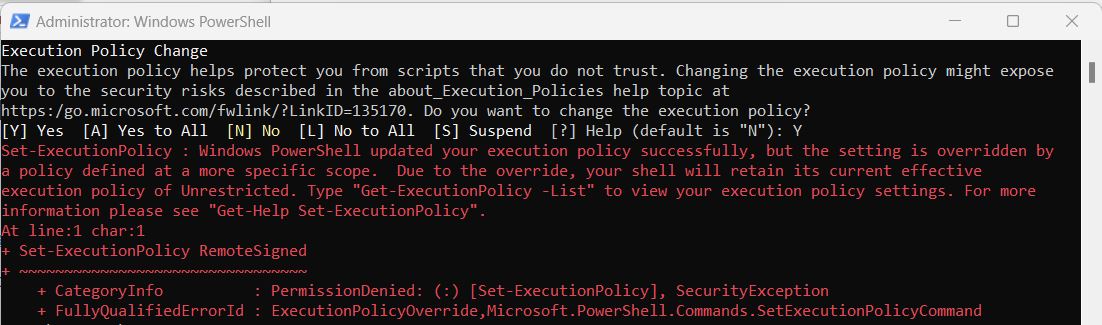 Administrator: Windows PowerShell
Execution Policy Change
The execution policy helps protect you from scripts that you do not trust. Changing the execution policy might expose
you to the security risks described in the about_Execution_Policies help topic at
https:/go.microsoft.com/fwlink/?LinkID=135170. Do you want to change the execution policy?
[Y] Yes  [A] Yes to All  [N] No  [L] No to All  [S] Suspend  [?] Help (default is "N"): Y
Set-ExecutionPolicy : Windows PowerShell updated your execution policy successfully, but the setting is overridden by
a policy defined at a more specific scope.  Due to the override, your shell will retain its current effective
execution policy of Unrestricted. Type "Get-ExecutionPolicy -List" to view your execution policy settings. For more
information please see "Get-Help Set-ExecutionPolicy".
At line:1 char:1
+ Set-ExecutionPolicy RemoteSigned
+ ~~~~~~~~~~~~~~~~~~~~~~~~~~~~~~~~
    + CategoryInfo          : PermissionDenied: (:) [Set-ExecutionPolicy], SecurityException
    + FullyQualifiedErrorId : ExecutionPolicyOverride,Microsoft.PowerShell.Commands.SetExecutionPolicyCommand